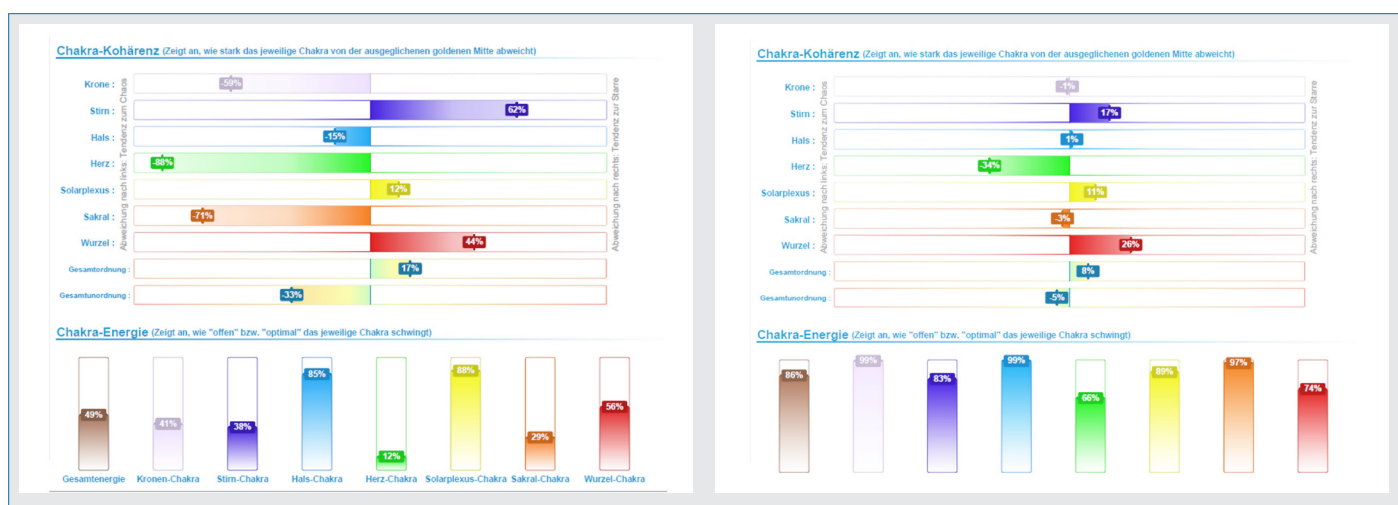 Chakra-Kohärenz (Zeigt an, wie stark das jeweilige Chakra von der ausgeglichenen goldenen Mitte abweicht)
Abweichung nach links: Tendenz zum Chaos
Abweichung nach rechts: Tendenz zur Starre
Krone : -59%
Stirn : 62%
Hals : -15%
Herz : -88%
Solarplexus : 12%
Sakral : -71%
Wurzel : 44%
Gesamtordnung : 17%
Gesamtunordnung : -33%
Chakra-Energie (Zeigt an, wie "offen" bzw. "optimal" das jeweilige Chakra schwingt)
49% 41% 38% 85% 12% 88% 29% 56%
Gesamtenergie Kronen-Chakra Stirn-Chakra Hals-Chakra Herz-Chakra Solarplexus-Chakra Sakral-Chakra Wurzel-Chakra
Chakra-Kohärenz (Zeigt an, wie stark das jeweilige Chakra von der ausgeglichenen goldenen Mitte abweicht)
Abweichung nach links: Tendenz zum Chaos
Abweichung nach rechts: Tendenz zur Starre
Krone : -1%
Stirn : 17%
Hals : 1%
Herz : -34%
Solarplexus : 11%
Sakral : -3%
Wurzel : 26%
Gesamtordnung : 8%
Gesamtunordnung : -5%
Chakra-Energie (Zeigt an, wie "offen" bzw. "optimal" das jeweilige Chakra schwingt)
86% 99% 83% 99% 66% 89% 97% 74%